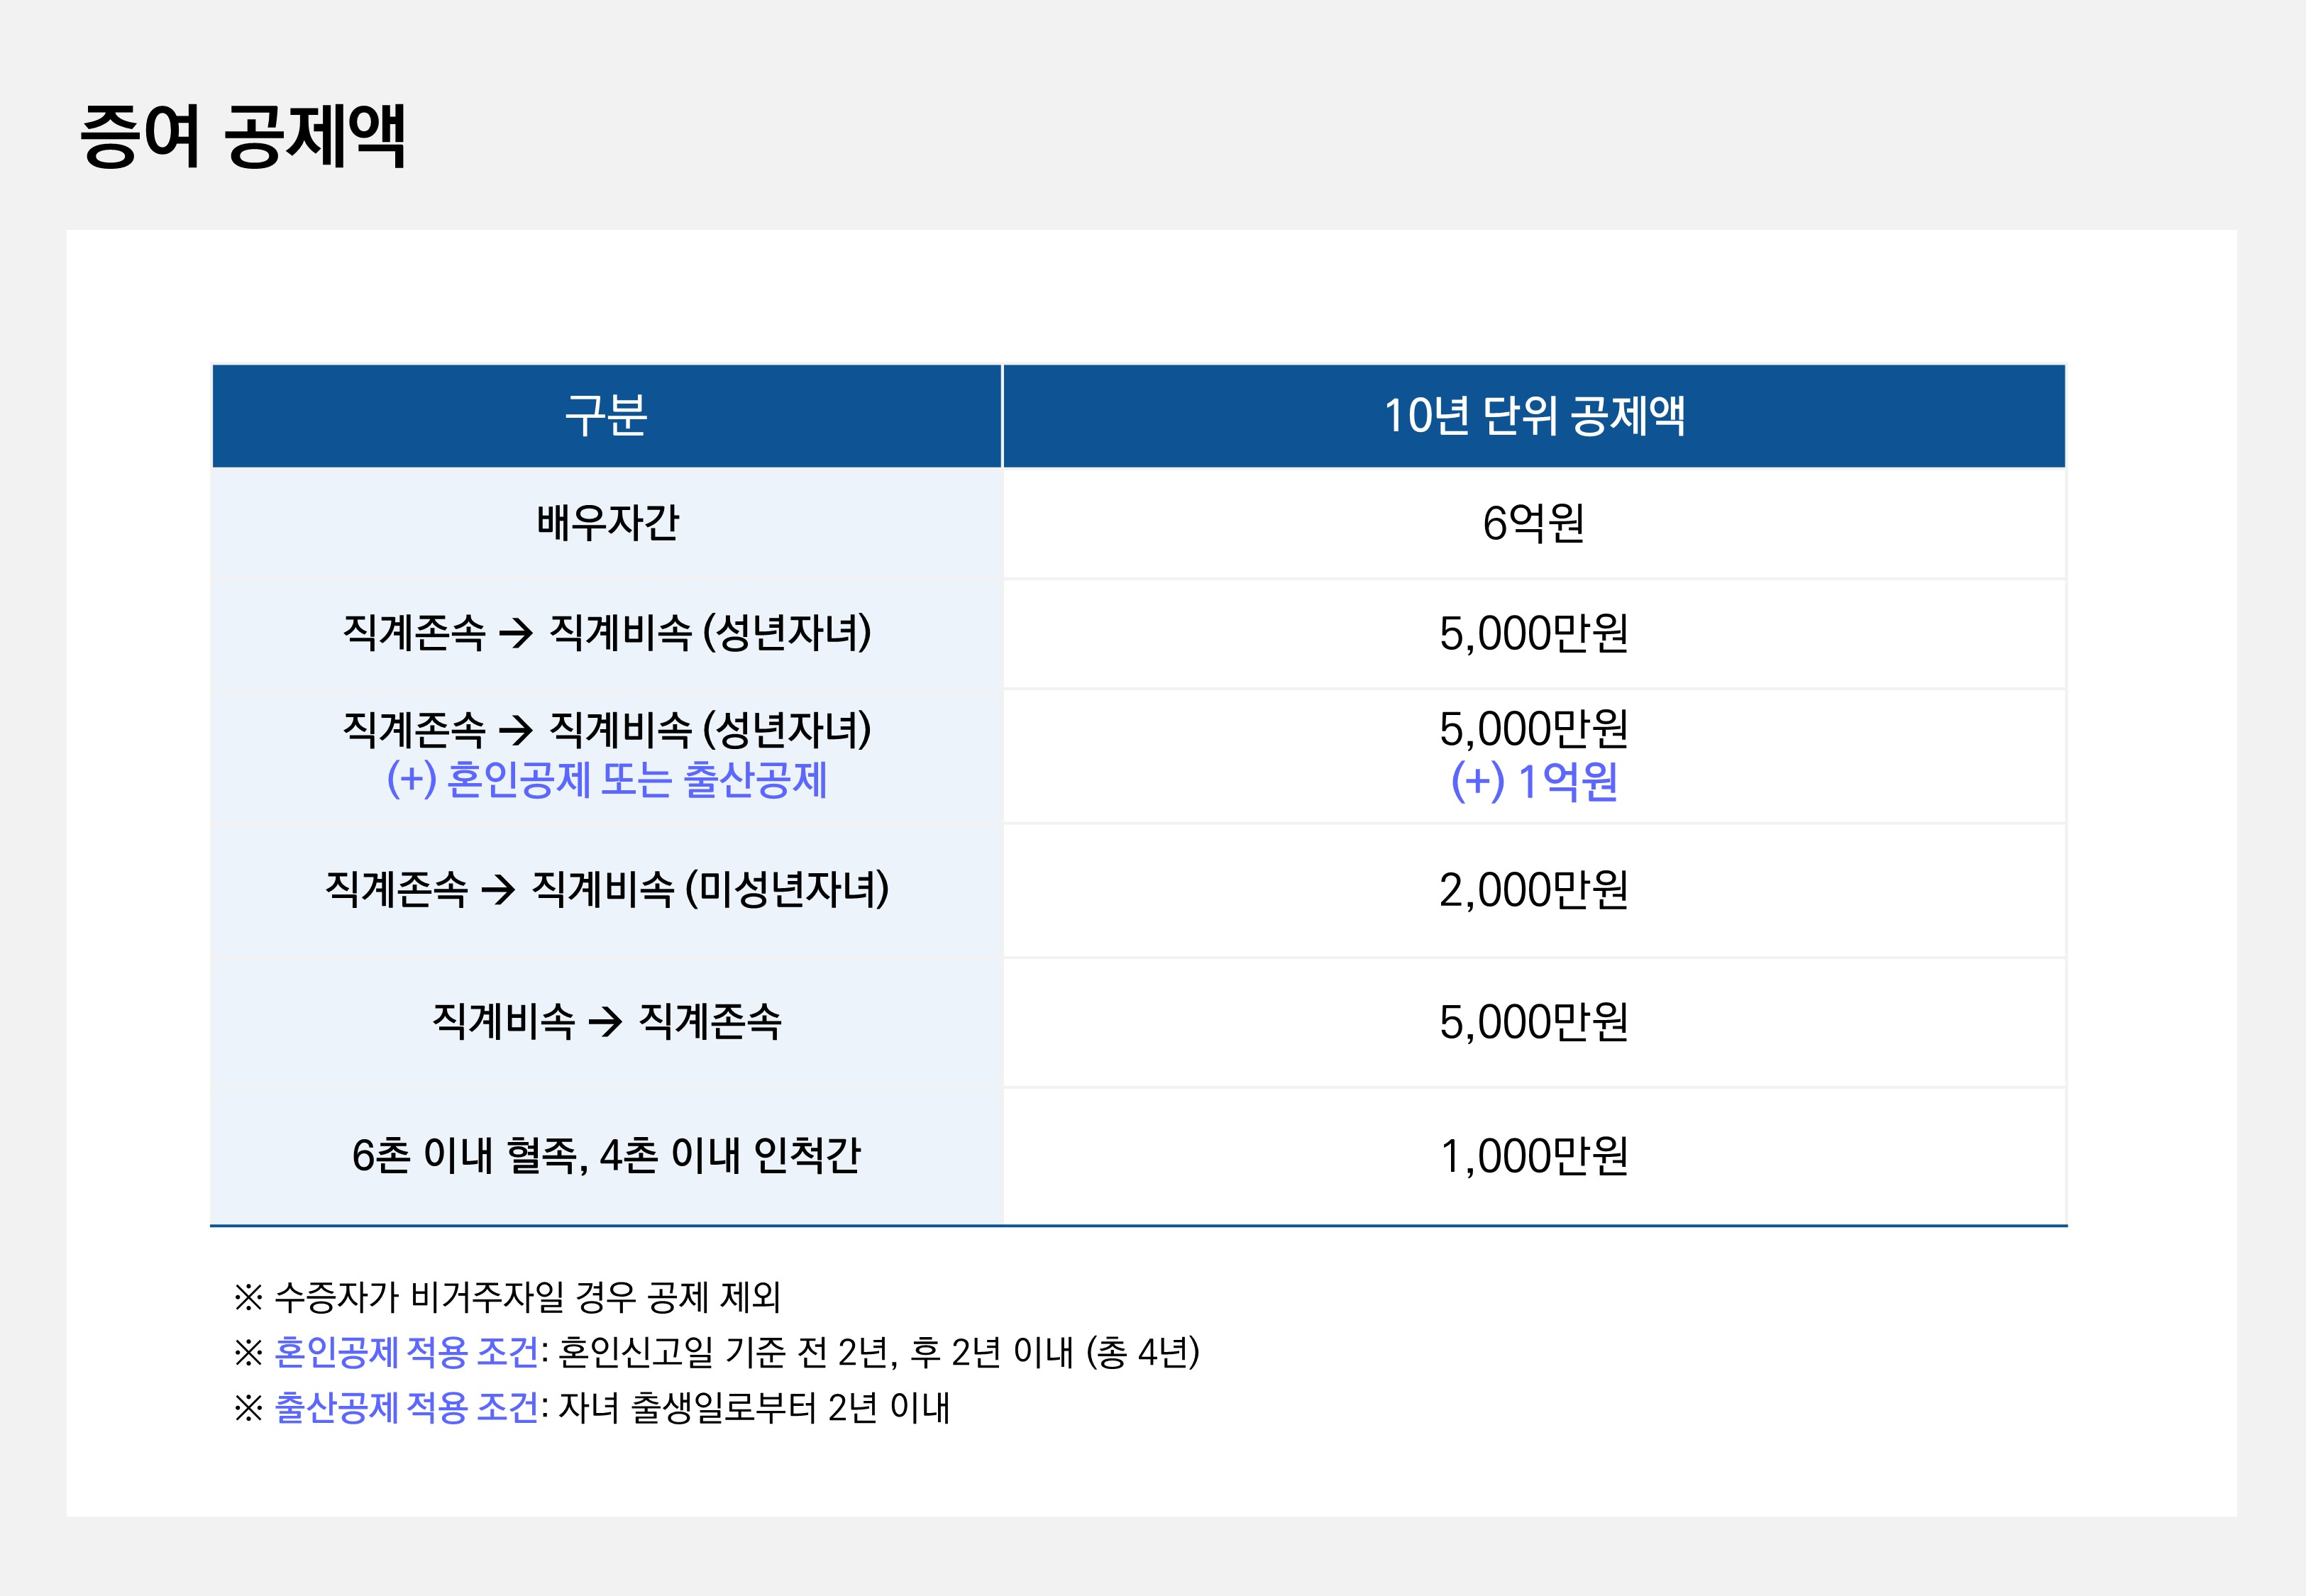 증여 공제액
구분
10년 단위 공제액
배우자간
6억원
직계존속 → 직계비속 (성년자녀)
5,000만원
직계존속 → 직계비속 (성년자녀)
(+) 혼인공제 또는 출산공제
5,000만원
(+) 1억원
직계존속 → 직계비속 (미성년자녀)
2,000만원
직계비속 → 직계존속
5,000만원
6촌 이내 혈족, 4촌 이내 인척간
1,000만원
※ 수증자가 비거주자일 경우 공제 제외
※ 혼인공제 적용 조건: 혼인신고일 기준 전 2년, 후 2년 이내 (총 4년)
※ 출산공제적용 조건: 자녀 출생일로부터 2년 이내